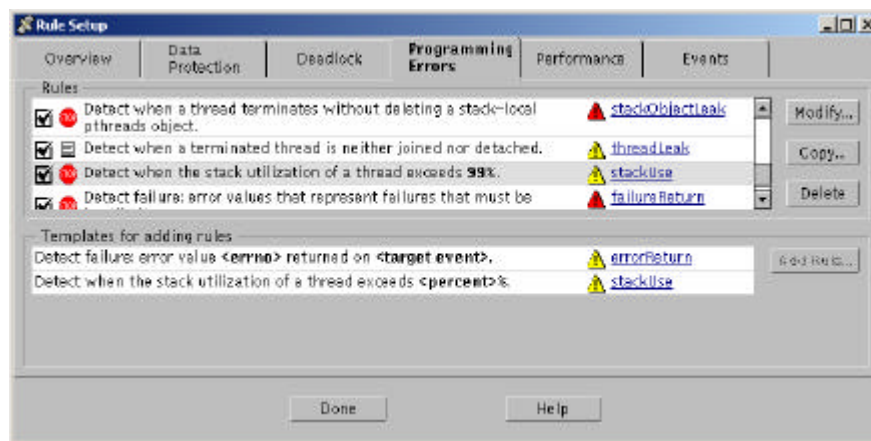 Rule Setup
Overview
Data
Protection
Deadlock
Programming
Errors
Performance
Events
Rules
Detect when a thread terminates without deleting a stack-local
pthreads object.
stackObjectLeak
Modify...
Detect when a terminated thread is neither joined nor detached.
threadLeak
Copy...
Detect when the stack utilization of a thread exceeds 99%.
stackUse
Detect failure: error values that represent failures that must be
failureReturn
Delete
Templates for adding rules
Detect failure: error value <errno> returned on <target event>.
errorReturn
Add Rule...
Detect when the stack utilization of a thread exceeds <percent>%.
stackUse
Done
Help